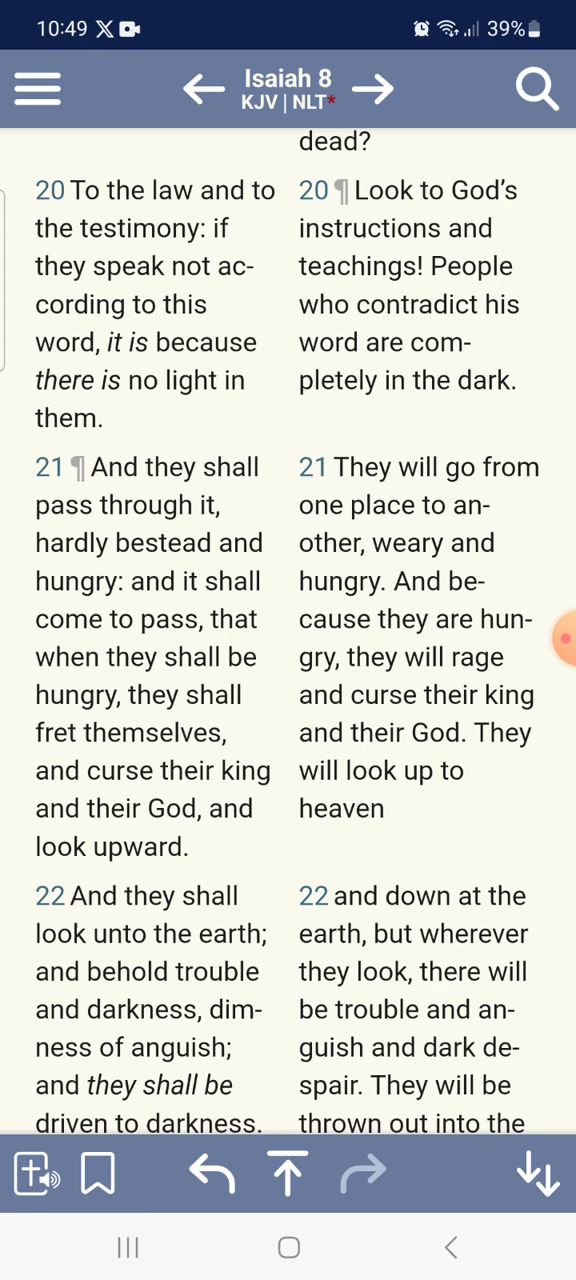 10:49
39%
Isaiah 8
KJV | NLT*
dead?
20 To the law and to
the testimony: if
they speak not ac-
cording to this
word, it is because
there is no light in
them.
20 ¶ Look to God’s
instructions and
teachings! People
who contradict his
word are com-
pletely in the dark.
21 ¶ And they shall
pass through it,
hardly bestead and
hungry: and it shall
come to pass, that
when they shall be
hungry, they shall
fret themselves,
and curse their king
and their God, and
look upward.
21 They will go from
one place to an-
other, weary and
hungry. And be-
cause they are hun-
gry, they will rage
and curse their king
and their God. They
will look up to
heaven
22 And they shall
look unto the earth;
and behold trouble
and darkness, dim-
ness of anguish;
and they shall be
driven to darkness.
22 and down at the
earth, but wherever
they look, there will
be trouble and an-
guish and dark de-
spair. They will be
thrown out into the